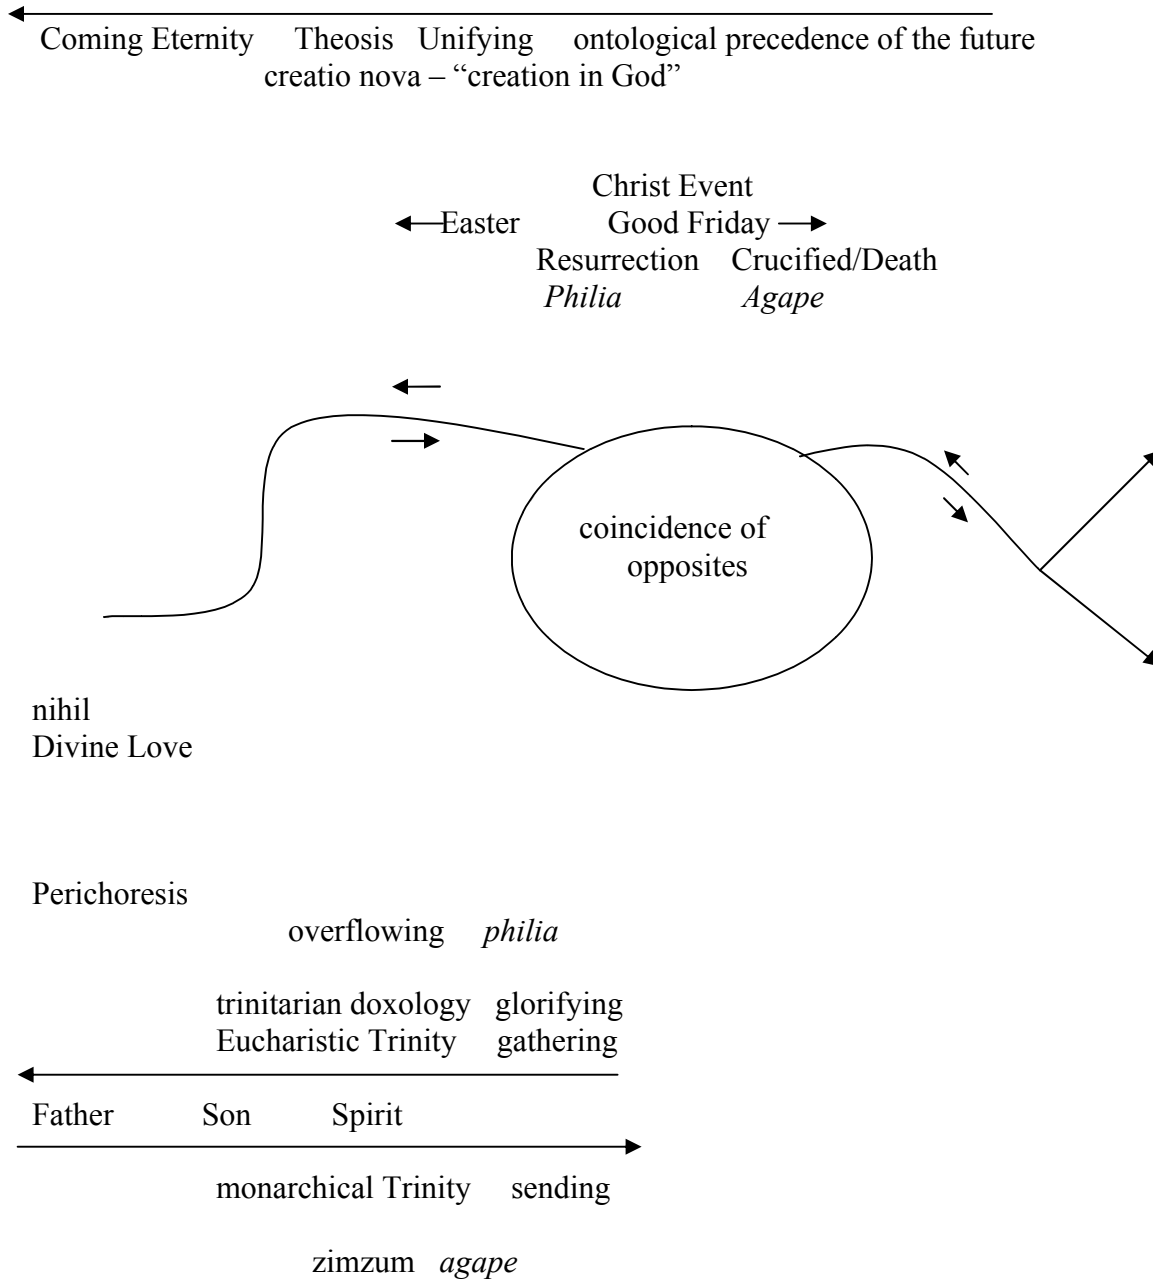 Coming Eternity Theosis Unifying ontological precedence of the future
creatio nova – “creation in God”
Christ Event
Easter Good Friday
Resurrection Crucified/Death
Philia Agape
coincidence of
opposites
nihil
Divine Love
Perichoresis
overflowing philia
trinitarian doxology glorifying
Eucharistic Trinity gathering
Father Son Spirit
monarchical Trinity sending
zimzum agape